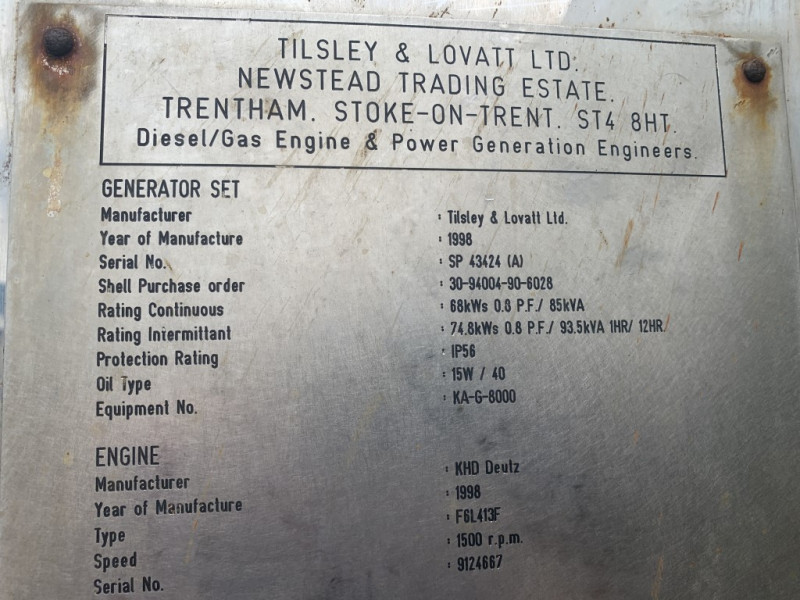 TILSLEY & LOVATT LTD.
NEWSTEAD TRADING ESTATE.
TRENTHAM. STOKE-ON-TRENT. ST4 8HT.
Diesel/Gas Engine & Power Generation Engineers.
GENERATOR SET
Manufacturer : Tilsley & Lovatt Ltd.
Year of Manufacture : 1998
Serial No. : SP 43424 (A)
Shell Purchase order : 30-94004-90-6028
Rating Continuous : 68kWs 0.8 P.F./ 85kVA
Rating Intermittant : 74.8kWs 0.8 P.F./ 93.5kVA 1HR/ 12HR.
Protection Rating : IP56
Oil Type : 15W / 40
Equipment No. : KA-G-8000
ENGINE
Manufacturer : KHD Deutz
Year of Manufacture : 1998
Type : F6L413F
Speed : 1500 r.p.m.
Serial No. : 9124667